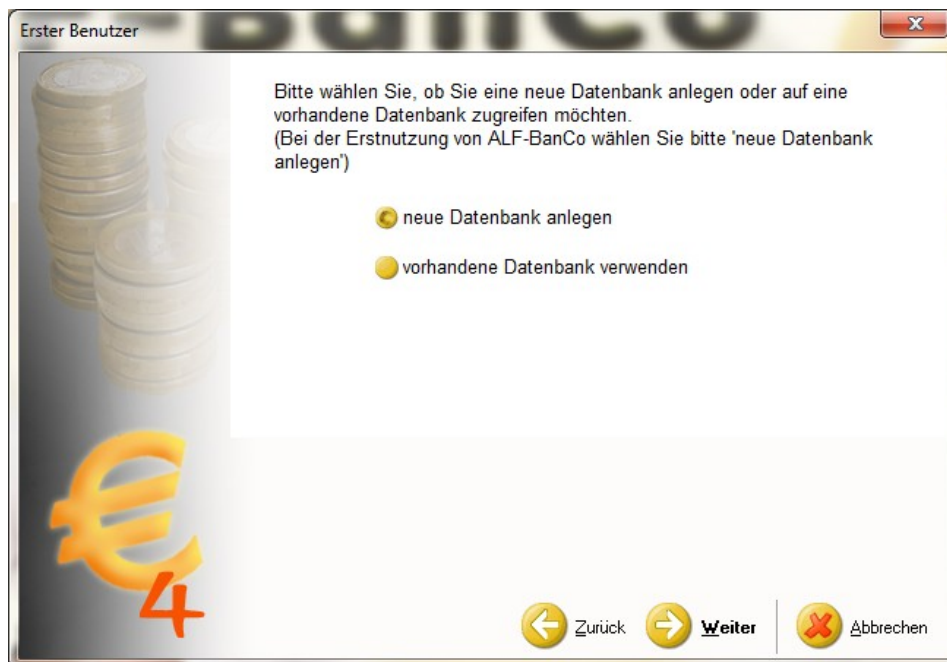 Erster Benutzer
-BanCo
Bitte wählen Sie, ob Sie eine neue Datenbank anlegen oder auf eine
vorhandene Datenbank zugreifen möchten.
(Bei der Erstnutzung von ALF-BanCo wählen Sie bitte 'neue Datenbank
anlegen')
neue Datenbank anlegen
vorhandene Datenbank verwenden
€
4
Zurück
Weiter
Abbrechen